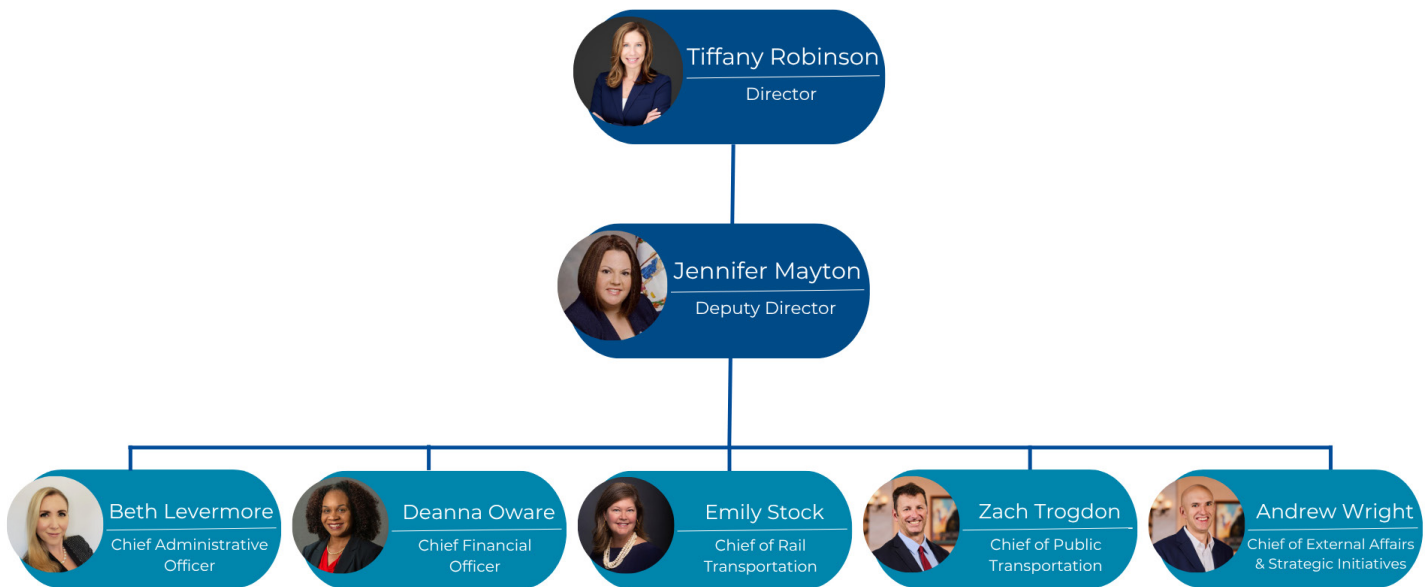 Tiffany Robinson
Director
Jennifer Mayton
Deputy Director
Beth Levermore
Chief Administrative
Officer
Deanna Oware
Chief Financial
Officer
Emily Stock
Chief of Rail
Transportation
Zach Trogdon
Chief of Public
Transportation
Andrew Wright
Chief of External Affairs
& Strategic Initiatives